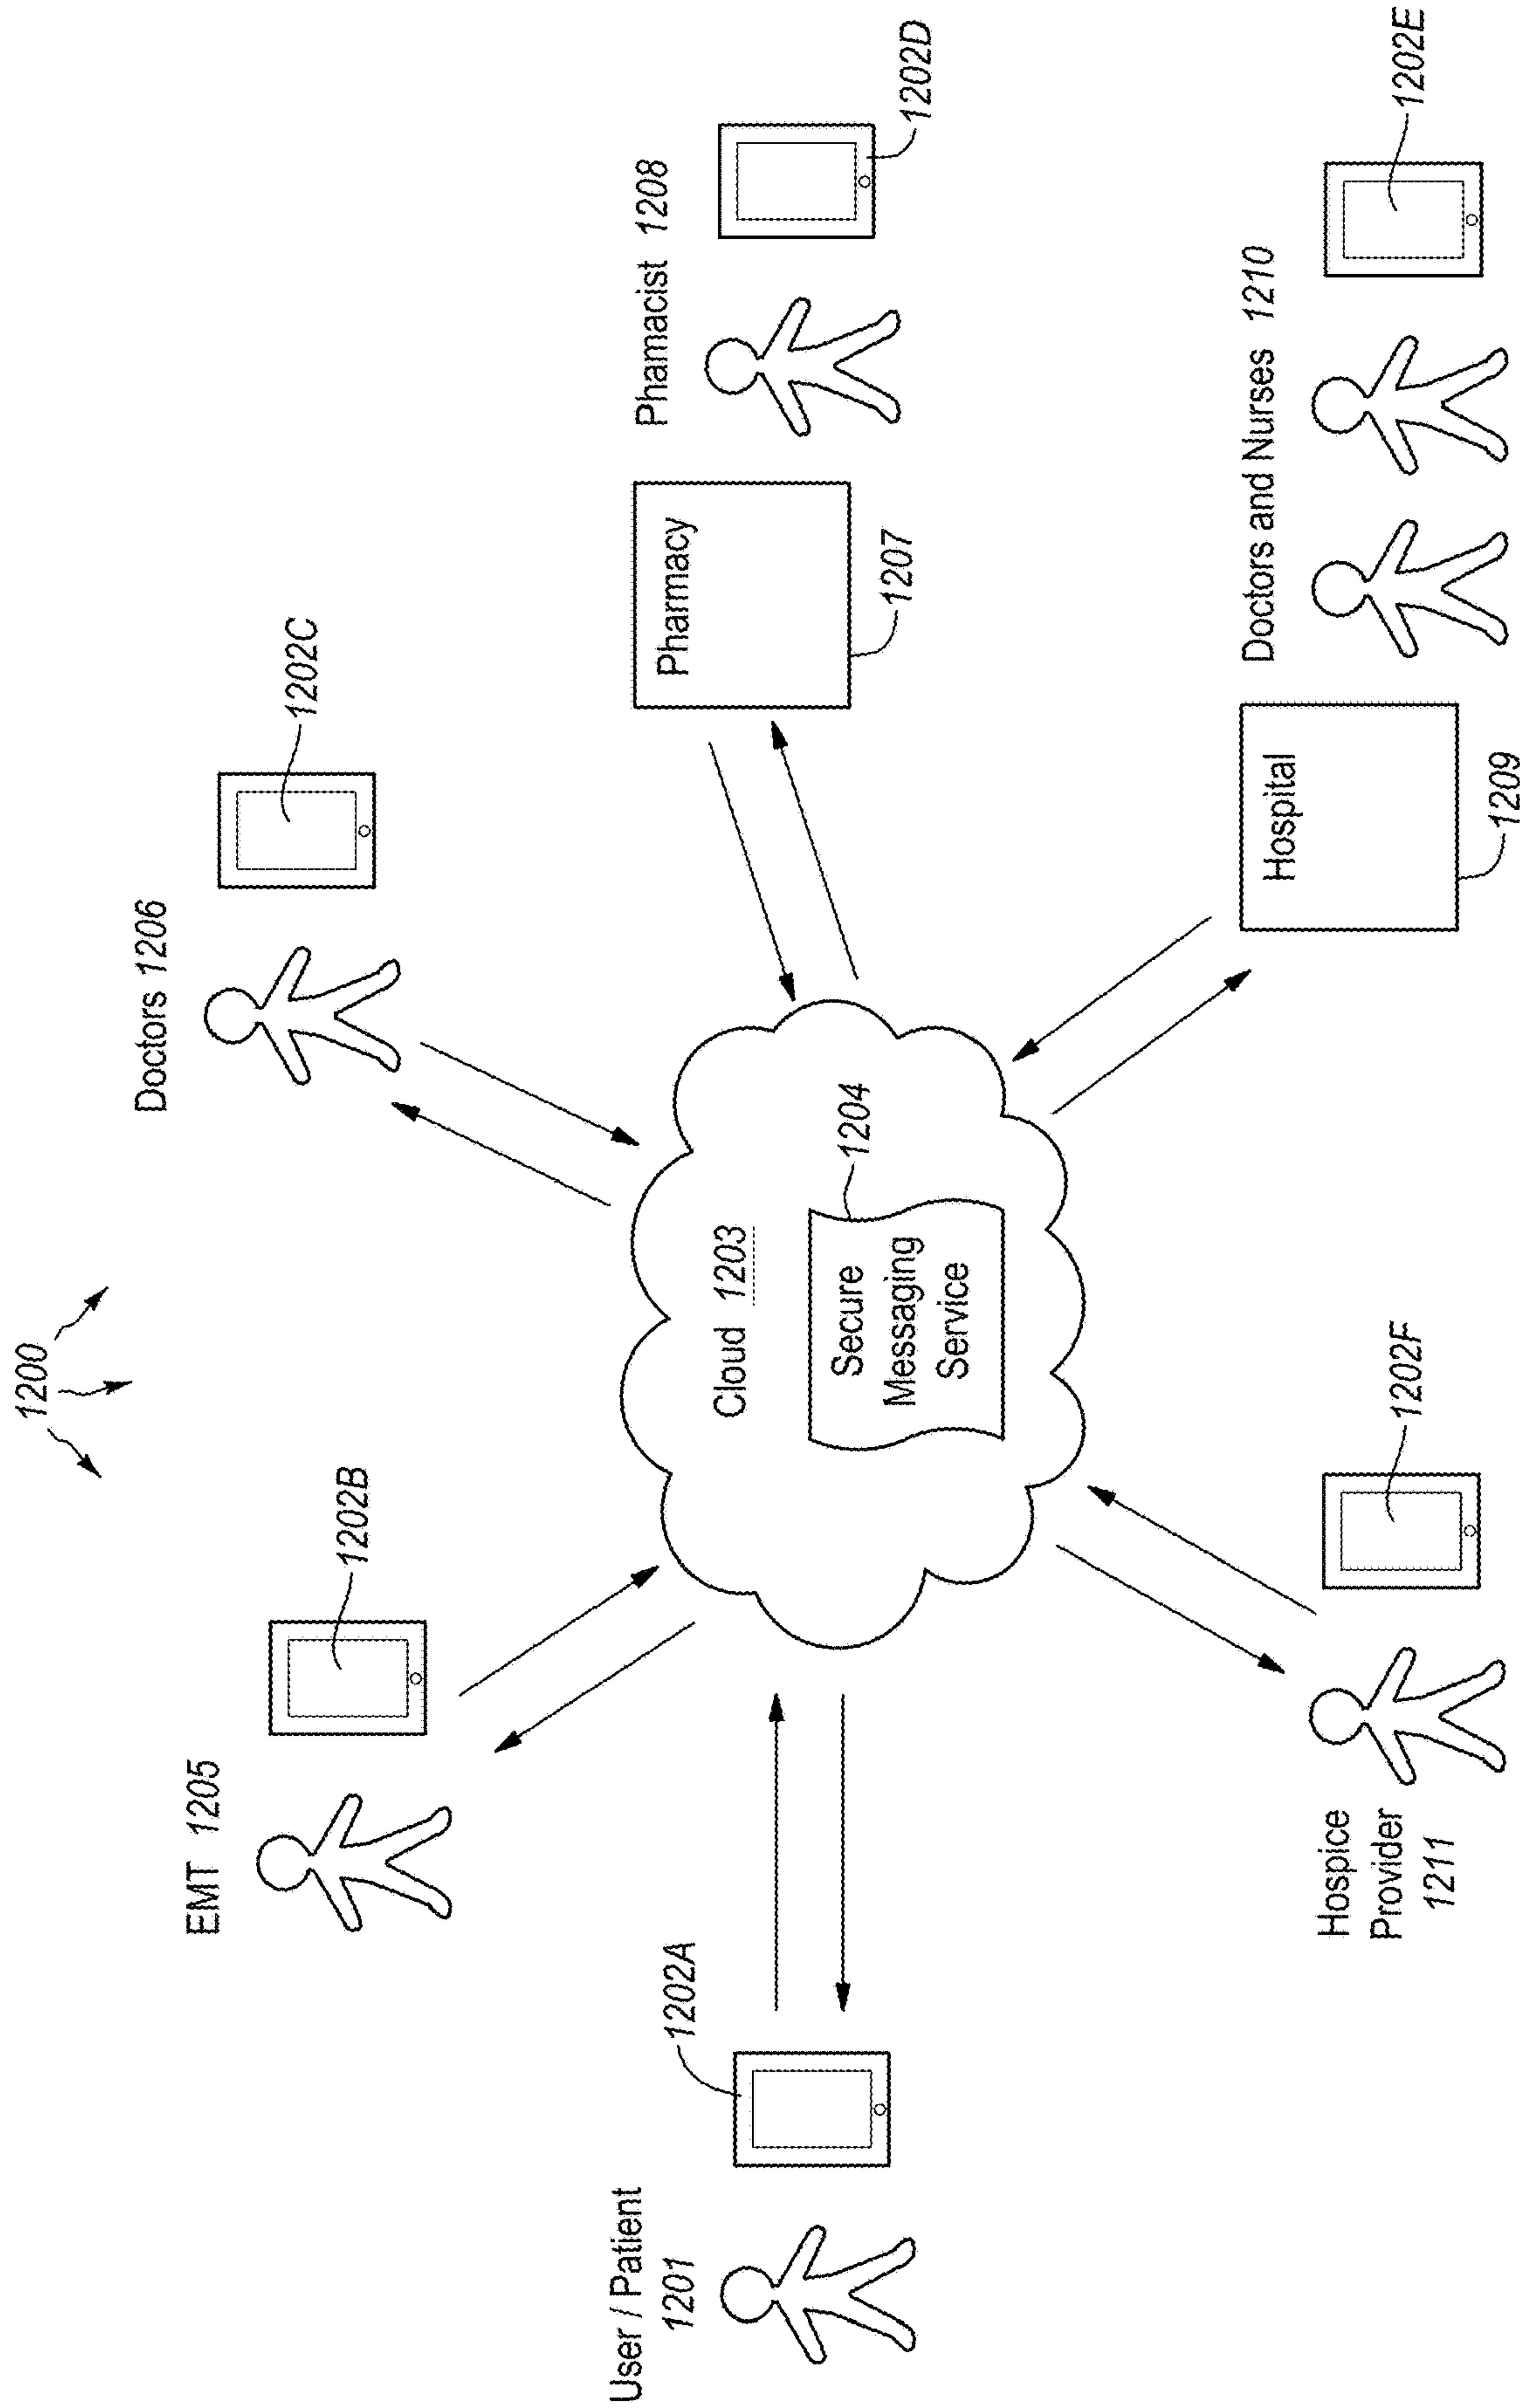 1200
EMT 1205
1202B
Doctors 1206
1202C
User / Patient
1201
1202A
Cloud 1203
Secure
Messaging
Service
1204
Pharmacy
1207
Phamacist 1208
1202D
Hospice
Provider
1211
1202F
Hospital
1209
Doctors and Nurses 1210
1202E